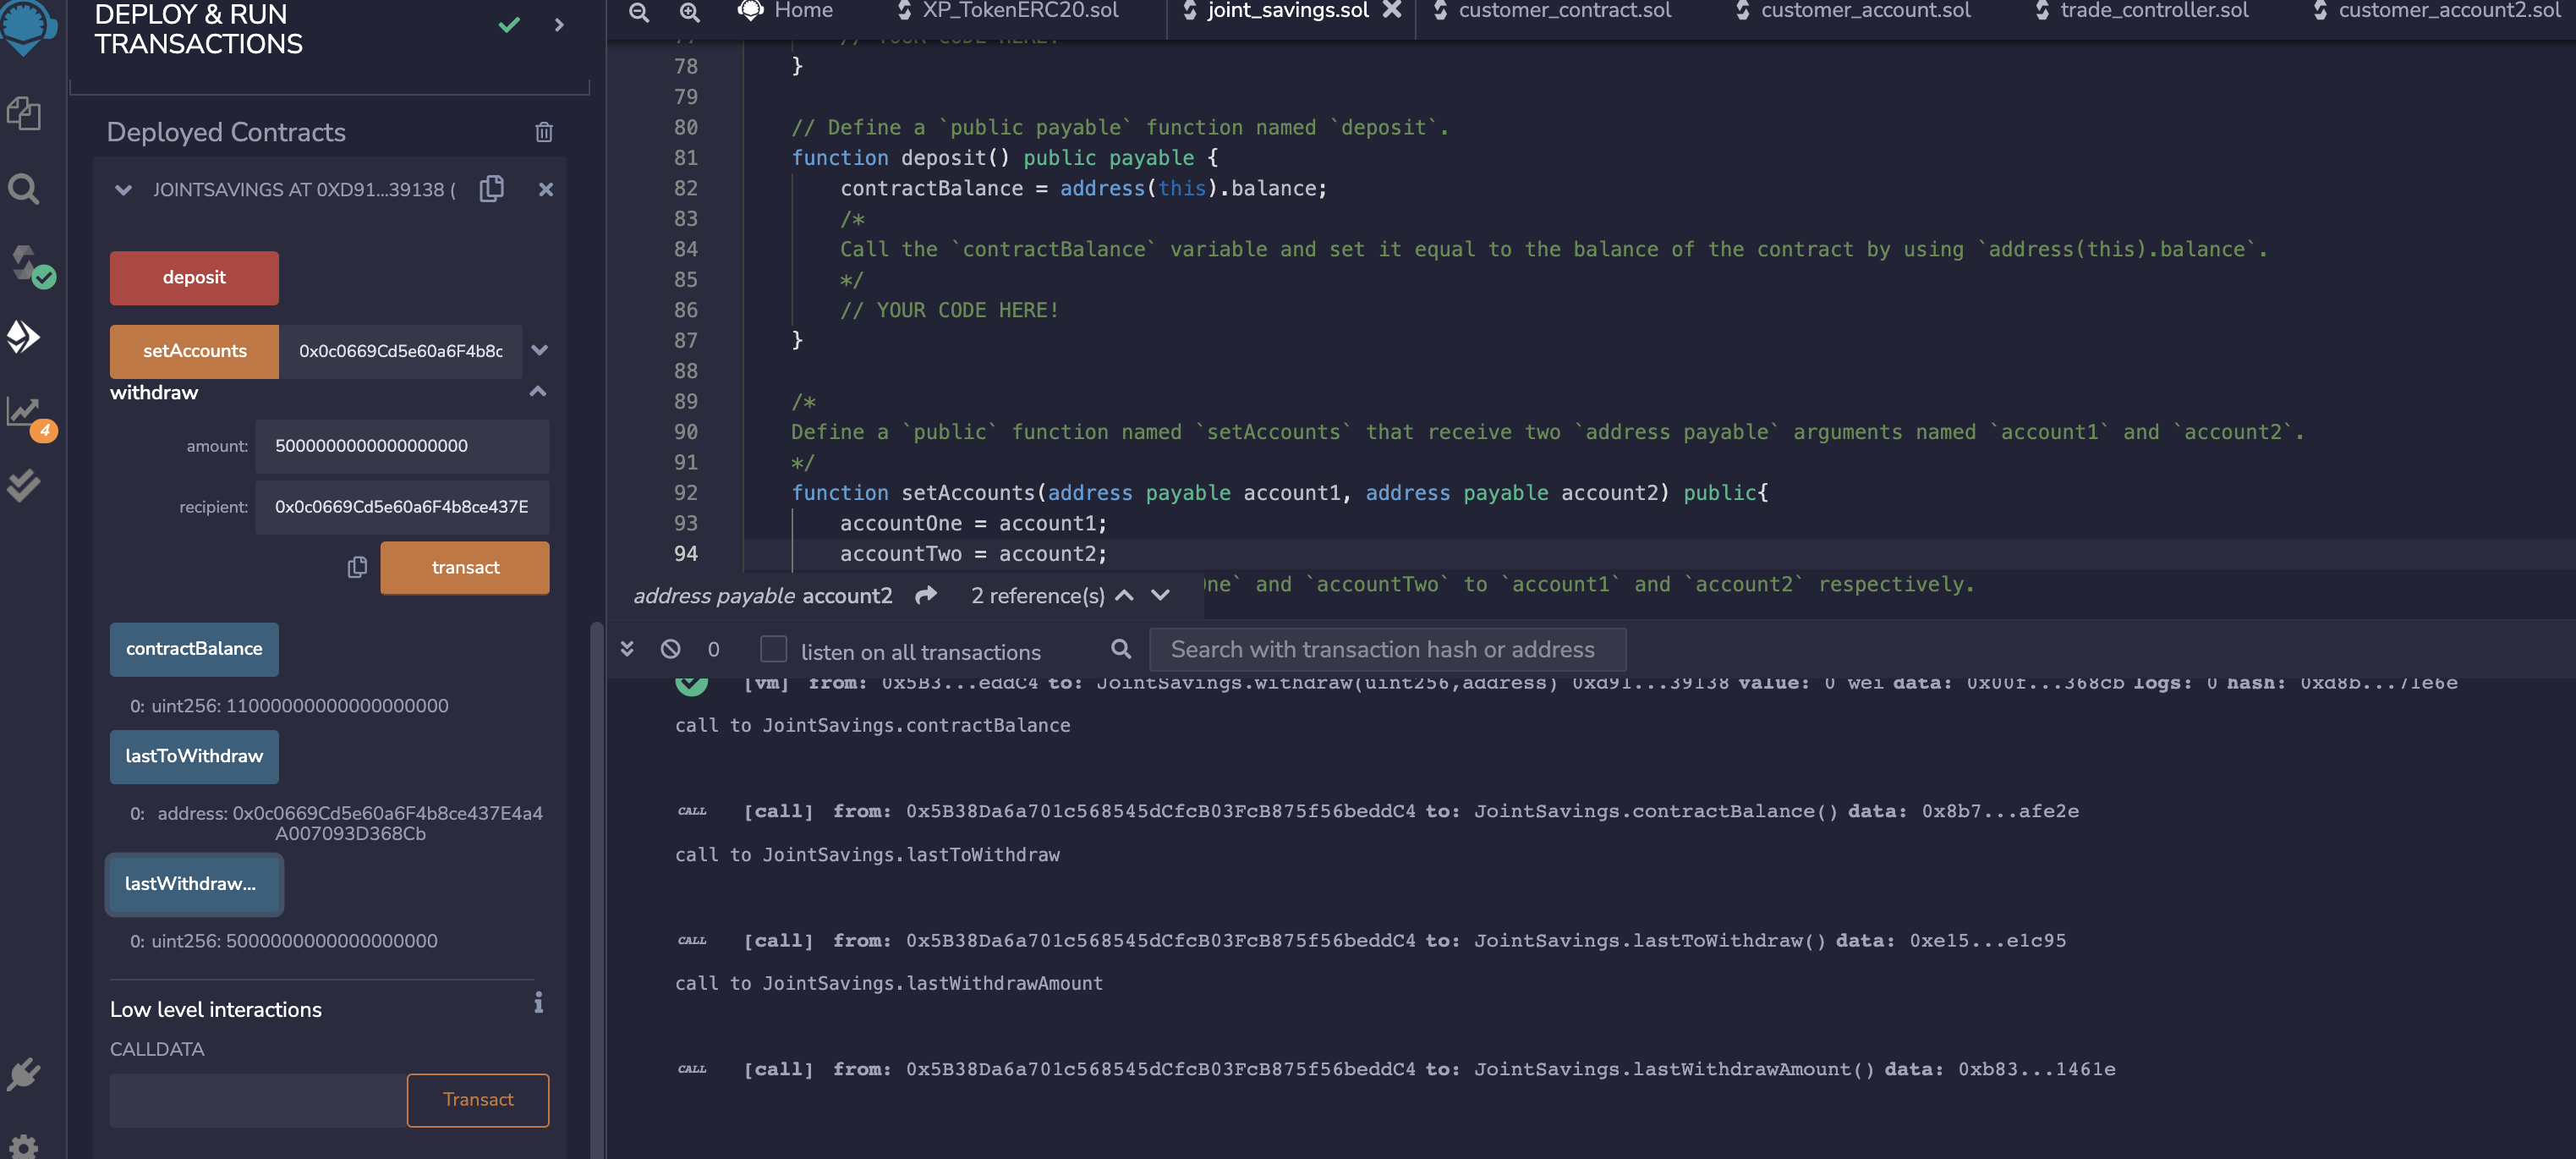 DEPLOY & RUN
TRANSACTIONS
Deployed Contracts
JOINTSAVINGS AT 0XD91...39138 (
deposit
setAccounts 0x0c0669Cd5e60a6F4b8c
withdraw
amount: 5000000000000000000
recipient: 0x0c0669Cd5e60a6F4b8ce437E
transact
contractBalance
0: uint256: 11000000000000000000
lastToWithdraw
0: address: 0x0c0669Cd5e60a6F4b8ce437E4a4
A007093D368Cb
lastWithdraw...
0: uint256: 5000000000000000000
Low level interactions
i
CALLDATA
Transact
4
Home XP_TokenERC20.sol joint_savings.sol customer_contract.sol customer_account.sol trade_controller.sol customer_account2.sol
77 // YOUR CODE HERE!
78 }
79
80 // Define a `public payable` function named `deposit`.
81 function deposit() public payable {
82 contractBalance = address(this).balance;
83 /*
84 Call the `contractBalance` variable and set it equal to the balance of the contract by using `address(this).balance`.
85 */
86 // YOUR CODE HERE!
87 }
88
89 /*
90 Define a `public` function named `setAccounts` that receive two `address payable` arguments named `account1` and `account2`.
91 */
92 function setAccounts(address payable account1, address payable account2) public{
93 accountOne = account1;
94 accountTwo = account2;
address payable account2 2 reference(s) ne` and `accountTwo` to `account1` and `account2` respectively.
0 listen on all transactions Search with transaction hash or address
[vm] from: 0x5B3...eddC4 to: JointSavings.withdraw(uint256,address) 0xd91...39138 value: 0 wei data: 0x00f...368cb logs: 0 hash: 0xd8b...71e6e
call to JointSavings.contractBalance
CALL [call] from: 0x5B38Da6a701c568545dCfcB03FcB875f56beddC4 to: JointSavings.contractBalance() data: 0x8b7...afe2e
call to JointSavings.lastToWithdraw
CALL [call] from: 0x5B38Da6a701c568545dCfcB03FcB875f56beddC4 to: JointSavings.lastToWithdraw() data: 0xe15...e1c95
call to JointSavings.lastWithdrawAmount
CALL [call] from: 0x5B38Da6a701c568545dCfcB03FcB875f56beddC4 to: JointSavings.lastWithdrawAmount() data: 0xb83...1461e